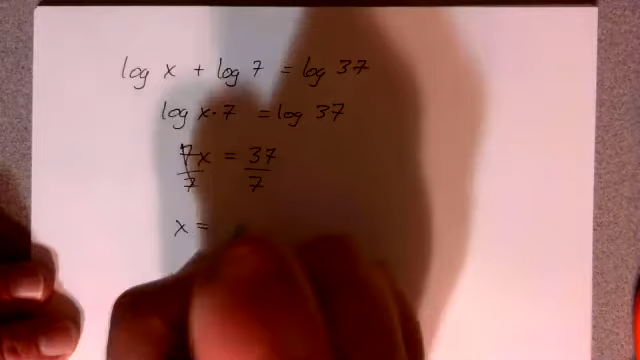 log x + log 7 = log 37
log x · 7 = log 37
7x = 37
7 7
x =